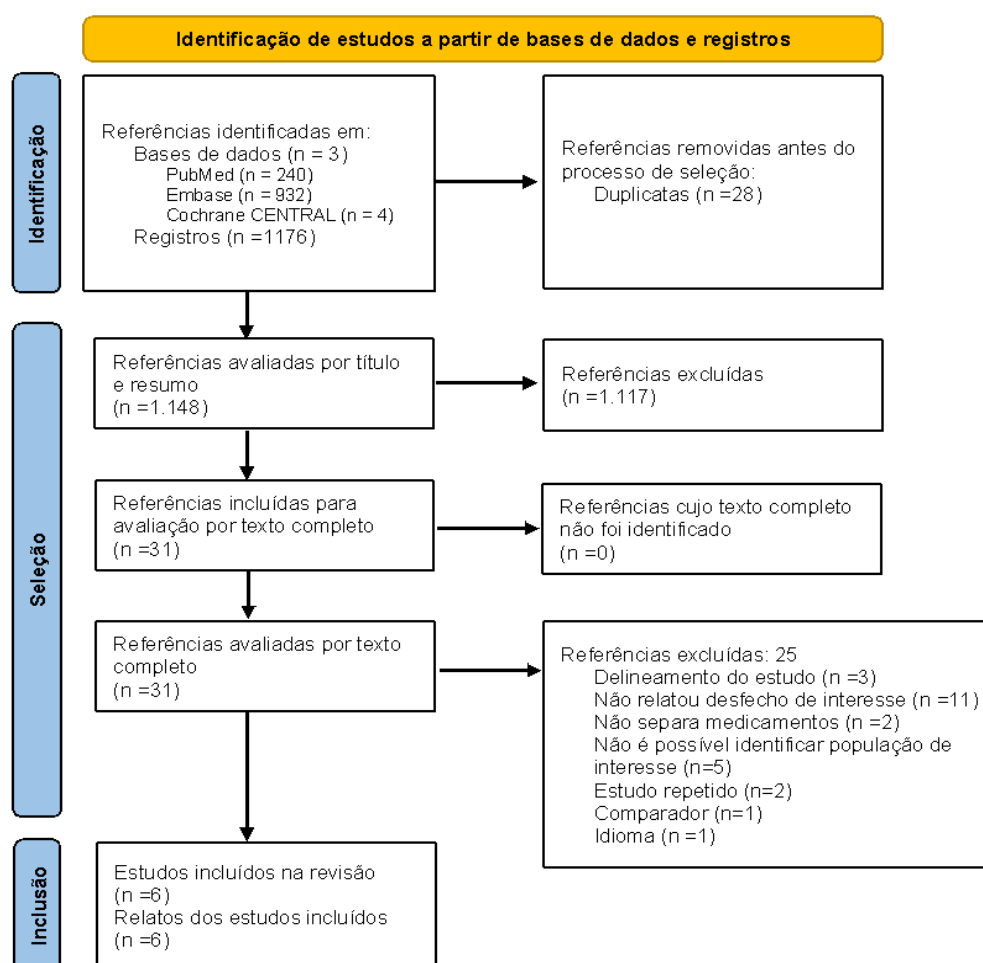 Identificação de estudos a partir de bases de dados e registros
Identificação
Referências identificadas em:
Bases de dados (n = 3)
PubMed (n = 240)
Embase (n = 932)
Cochrane CENTRAL (n = 4)
Registros (n =1176)
Referências removidas antes do
processo de seleção:
Duplicatas (n =28)
Seleção
Referências avaliadas por título
e resumo
(n =1.148)
Referências excluídas
(n =1.117)
Referências incluídas para
avaliação por texto completo
(n =31)
Referências cujo texto completo
não foi identificado
(n =0)
Referências avaliadas por texto
completo
(n =31)
Referências excluídas: 25
Delineamento do estudo (n =3)
Não relatou desfecho de interesse (n =11)
Não separa medicamentos (n =2)
Não é possível identificar população de
interesse (n=5)
Estudo repetido (n=2)
Comparador (n=1)
Idioma (n =1)
Inclusão
Estudos incluídos na revisão
(n =6)
Relatos dos estudos incluídos
(n =6)